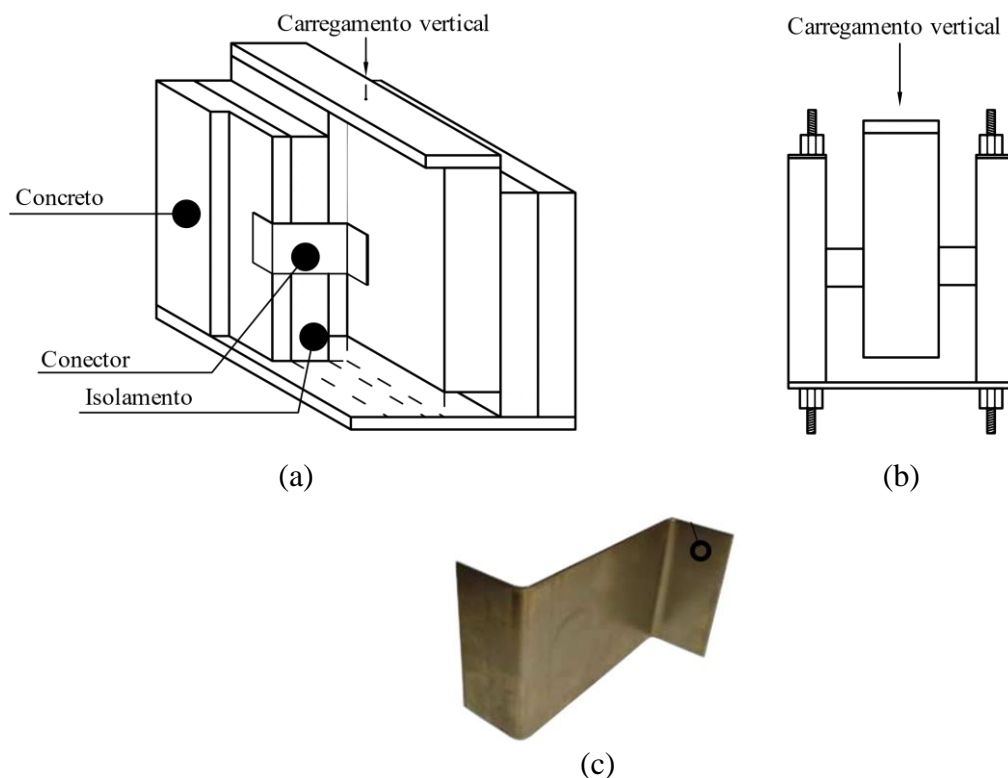 Carregamento vertical
Carregamento vertical
Concreto
Conector
Isolamento
(a)
(b)
(c)